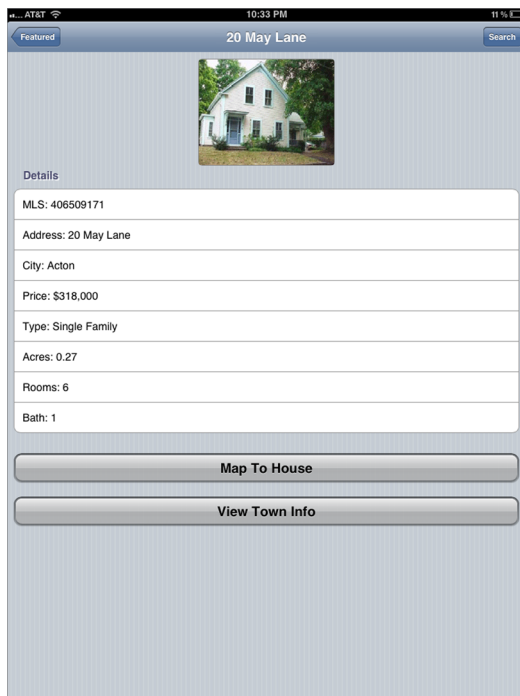 ... AT&T 10:33 PM 11 %
Featured 20 May Lane Search
Details
MLS: 406509171
Address: 20 May Lane
City: Acton
Price: $318,000
Type: Single Family
Acres: 0.27
Rooms: 6
Bath: 1
Map To House
View Town Info